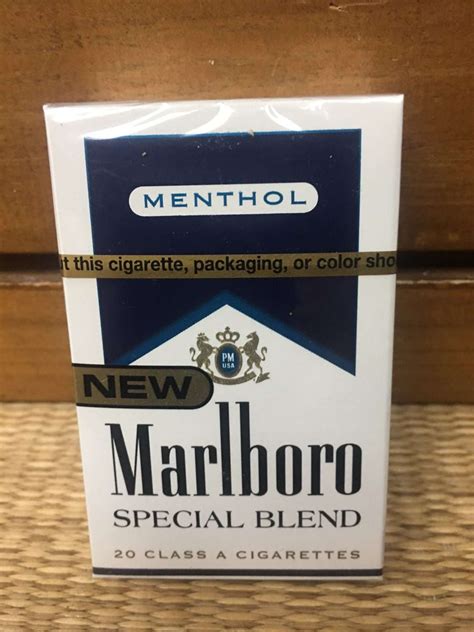 MENTHOL
t this cigarette, packaging, or color sho
PM
USA
NEW
Marlboro
SPECIAL BLEND
20 CLASS A CIGARETTES